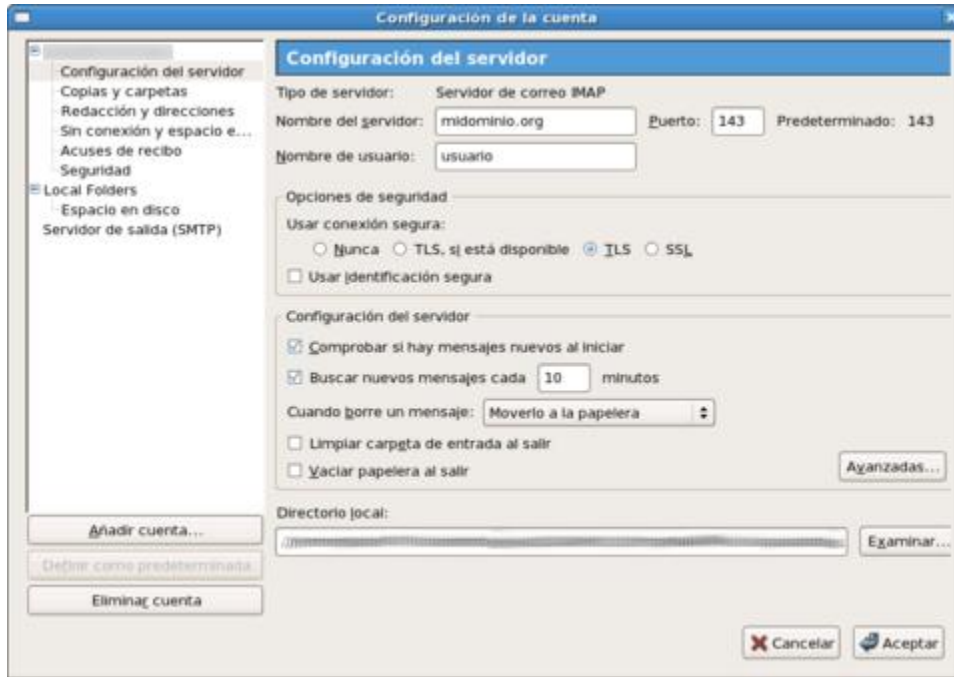 Configuración de la cuenta
Configuración del servidor
Copias y carpetas
Redacción y direcciones
Sin conexión y espacio e...
Acuses de recibo
Seguridad
Local Folders
Espacio en disco
Servidor de salida (SMTP)
Añadir cuenta...
Definir como predeterminada
Eliminar cuenta
Configuración del servidor
Tipo de servidor: Servidor de correo IMAP
Nombre del servidor: midominio.org Puerto: 143 Predeterminado: 143
Nombre de usuario: usuario
Opciones de seguridad
Usar conexión segura:
Nunca TLS, si está disponible TLS SSL
Usar identificación segura
Configuración del servidor
Comprobar si hay mensajes nuevos al iniciar
Buscar nuevos mensajes cada 10 minutos
Cuando borre un mensaje: Moverlo a la papelera
Limpiar carpeta de entrada al salir
Vaciar papelera al salir
Avanzadas...
Directorio local:
Examinar...
Cancelar Aceptar